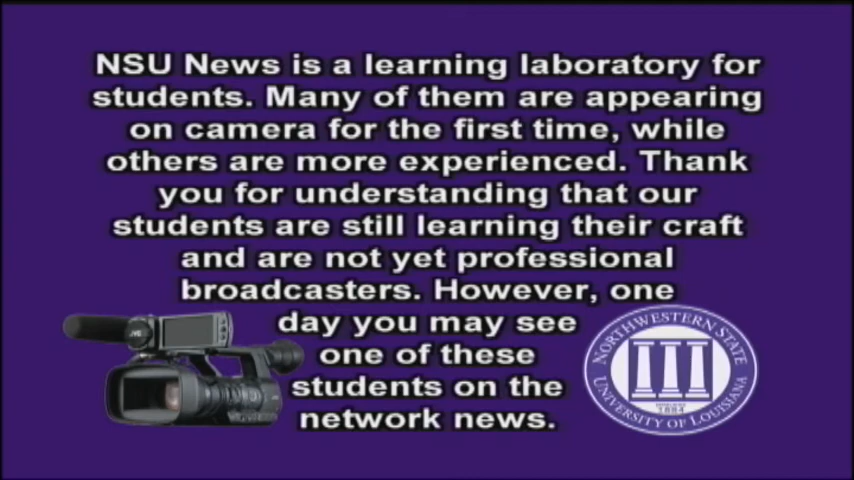 NSU News is a learning laboratory for
students. Many of them are appearing
on camera for the first time, while
others are more experienced. Thank
you for understanding that our
students are still learning their craft
and are not yet professional
broadcasters. However, one
day you may see
one of these
students on the
network news.
JVC
NORTHWESTERN STATE
UNIVERSITY OF LOUISIANA
1884